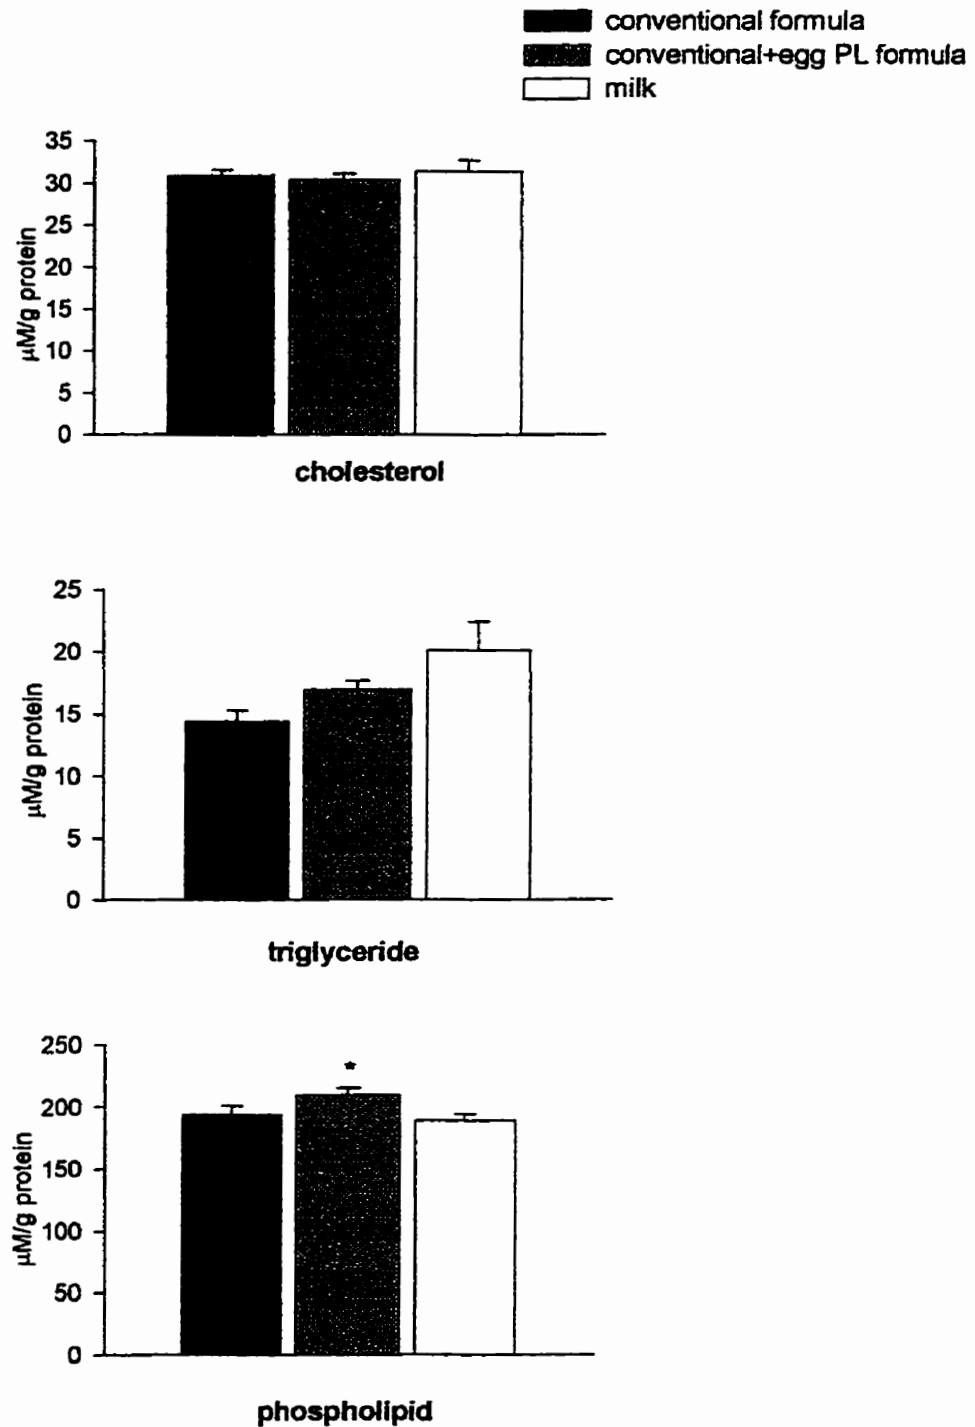 conventional formula
conventional+egg PL formula
milk
35
30
25
20
15
10
5
0
μM/g protein
cholesterol
25
20
15
10
5
0
μM/g protein
triglyceride
250
200
150
100
50
0
μM/g protein
*
phospholipid